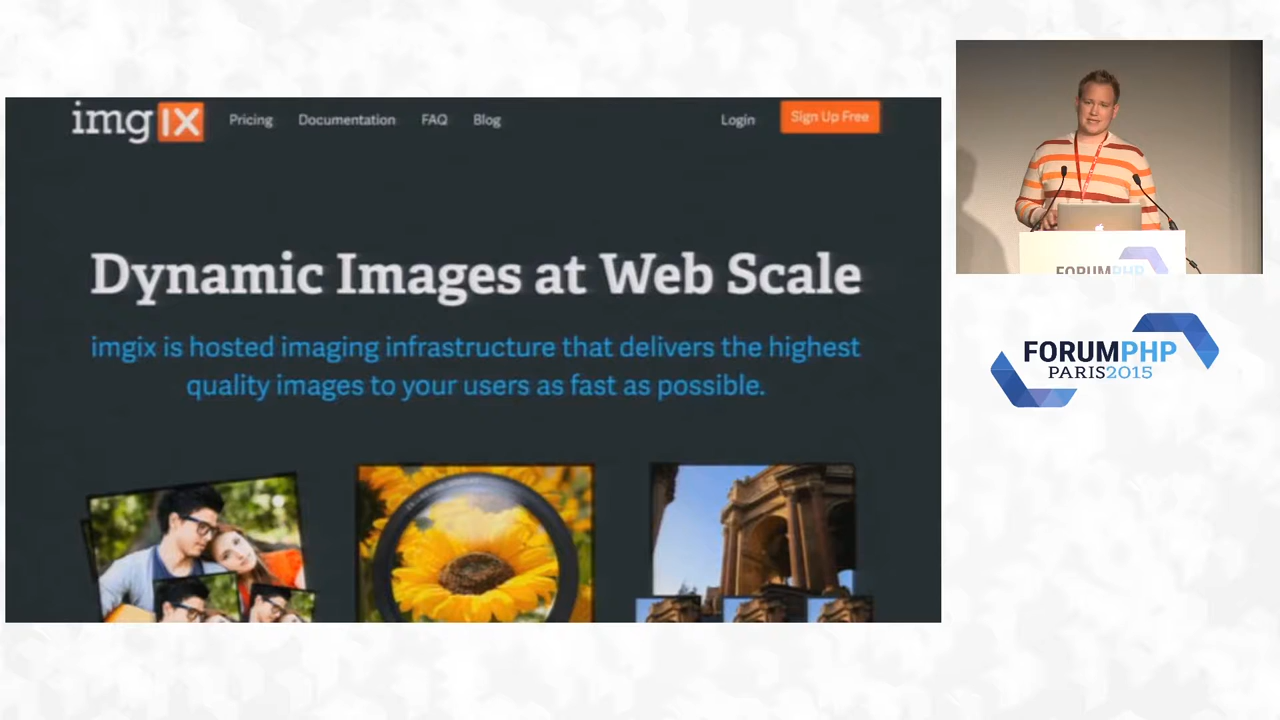 imgIX
Pricing
Documentation
FAQ
Blog
Login
Sign Up Free
Dynamic Images at Web Scale
imgix is hosted imaging infrastructure that delivers the highest
quality images to your users as fast as possible.
FORUMPHP
FORUMPHP
PARIS2015